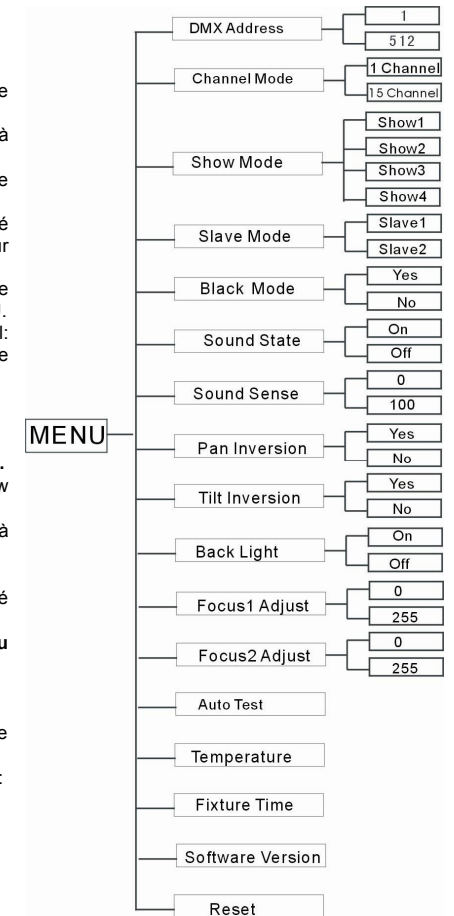 e
à
e
é
ur
e
l:
e
.
w
à
é
u
e
:
MENU
DMX Address
1
512
Channel Mode
1 Channel
15 Channel
Show Mode
Show1
Show2
Show3
Show4
Slave Mode
Slave1
Slave2
Black Mode
Yes
No
Sound State
On
Off
Sound Sense
0
100
Pan Inversion
Yes
No
Tilt Inversion
Yes
No
Back Light
On
Off
Focus1 Adjust
0
255
Focus2 Adjust
0
255
Auto Test
Temperature
Fixture Time
Software Version
Reset